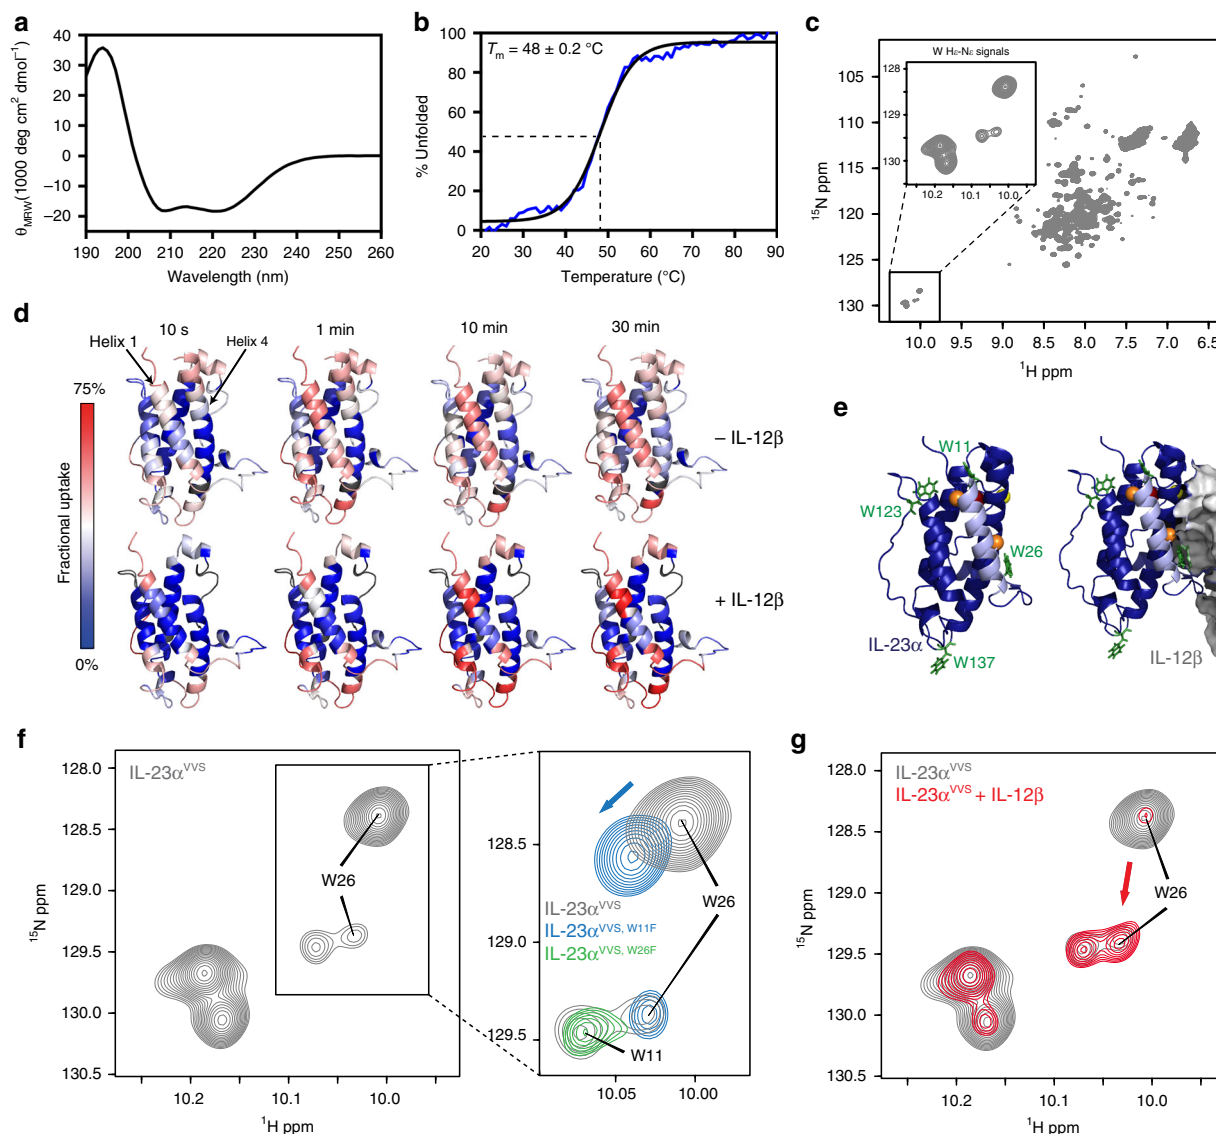 a
40
30
20
10
0
−10
−20
θMRW(1000 deg cm² dmol⁻¹)
190 200 210 220 230 240 250 260
Wavelength (nm)
b
Tm = 48 ± 0.2 °C
100
80
60
40
20
0
% Unfolded
20 30 40 50 60 70 80 90
Temperature (°C)
c
W Hε-Nε signals
128
129
130
10.2 10.1 10.0
105
110
115
120
125
130
¹⁵N ppm
10.0 9.5 9.0 8.5 8.0 7.5 7.0 6.5
¹H ppm
d
10 s 1 min 10 min 30 min
Helix 1
Helix 4
75%
Fractional uptake
0%
− IL-12β
+ IL-12β
e
W11
W123
W26
IL-23α
W137
IL-12β
f
IL-23αVVS
128.0
128.5
129.0
129.5
130.0
130.5
¹⁵N ppm
W26
10.2 10.1 10.0
¹H ppm
128.5
129.0
129.5
W26
IL-23αVVS
IL-23αVVS, W11F
IL-23αVVS, W26F
W11
10.05 10.00
g
IL-23αVVS
IL-23αVVS + IL-12β
128.0
128.5
129.0
129.5
130.0
130.5
¹⁵N ppm
W26
10.2 10.1 10.0
¹H ppm